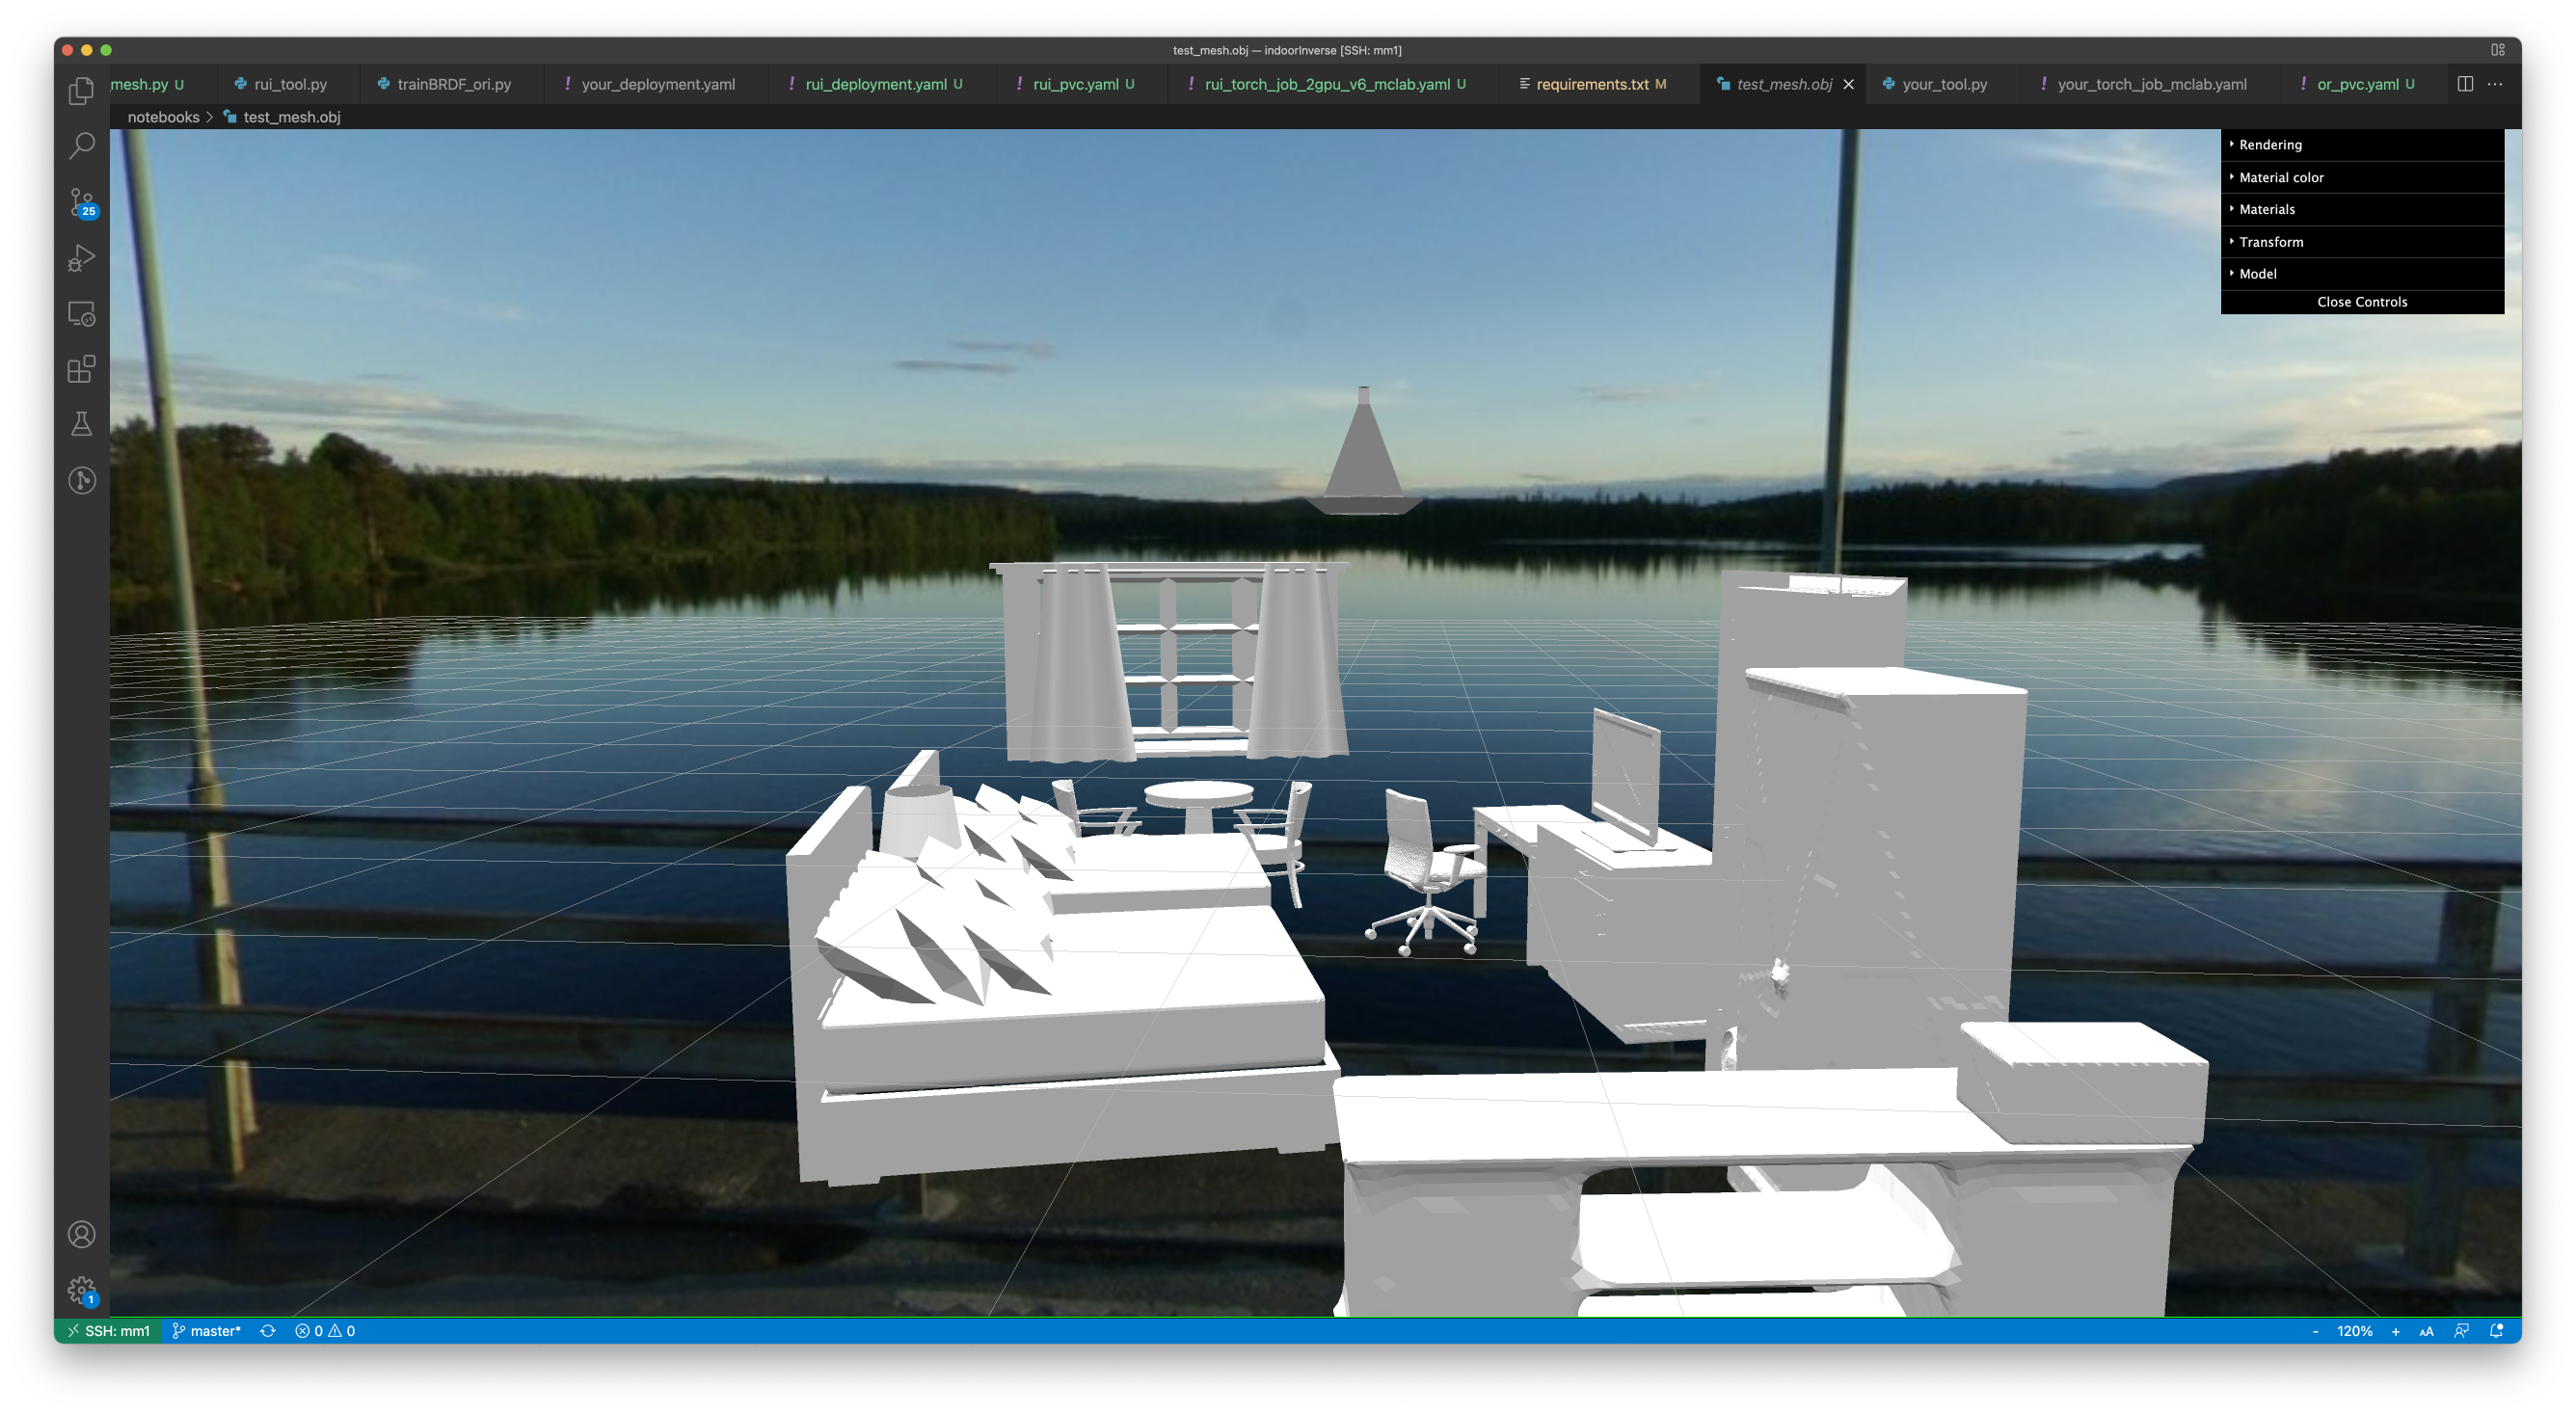 test_mesh.obj — indoorInverse [SSH: mm1]
_mesh.py U rui_tool.py trainBRDF_ori.py ! your_deployment.yaml ! rui_deployment.yaml U ! rui_pvc.yaml U ! rui_torch_job_2gpu_v6_mclab.yaml U requirements.txt M test_mesh.obj your_tool.py ! your_torch_job_mclab.yaml ! or_pvc.yaml U
notebooks > test_mesh.obj
Rendering
Material color
Materials
Transform
Model
Close Controls
25
1
SSH: mm1 master* 0 0 - 120% + AA